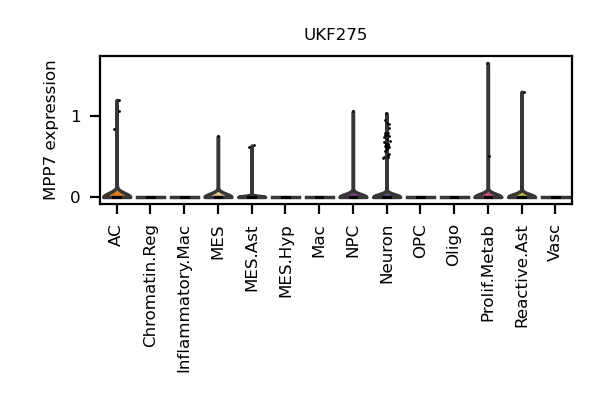 UKF275
MPP7 expression
1
0
AC
Chromatin.Reg
Inflammatory.Mac
MES
MES.Ast
MES.Hyp
Mac
NPC
Neuron
OPC
Oligo
Prolif.Metab
Reactive.Ast
Vasc